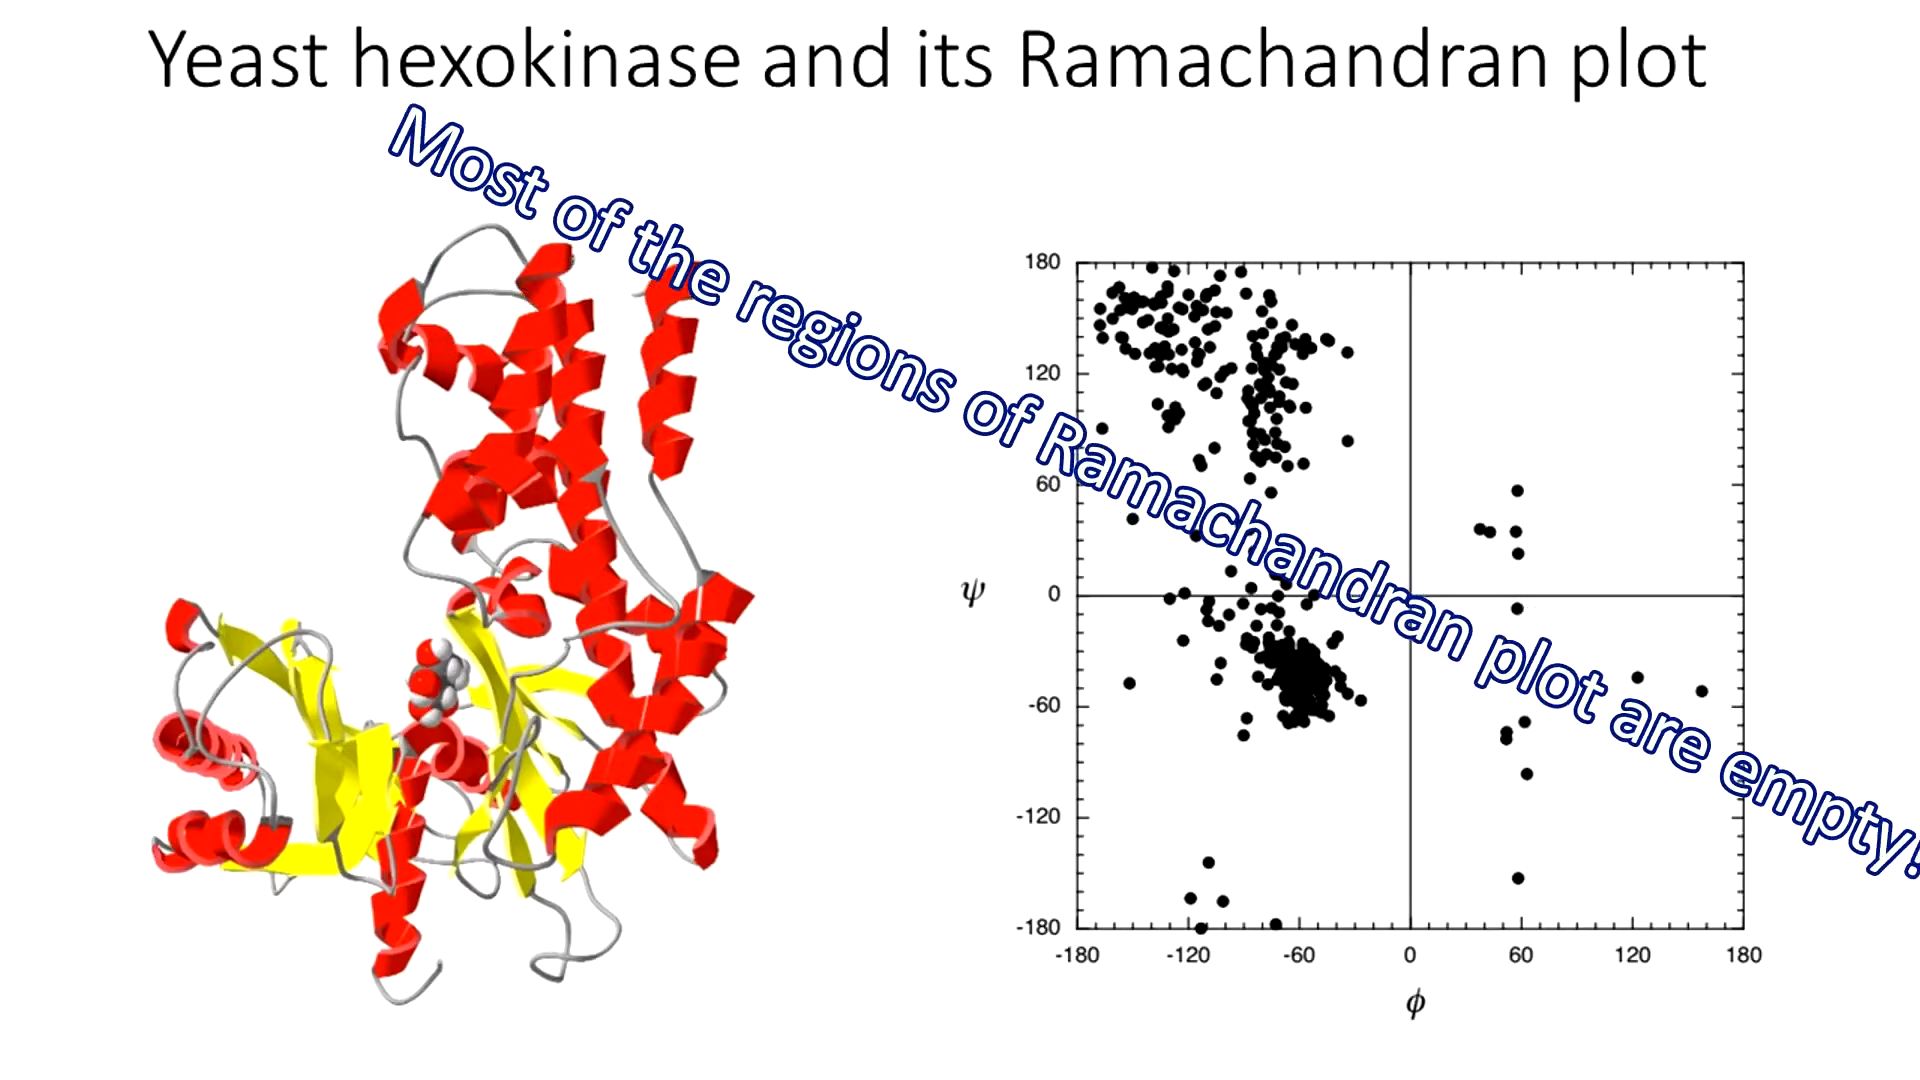 Yeast hexokinase and its Ramachandran plot
Most of the regions of Ramachandran plot are empty!
180
120
60
0
-60
-120
-180
ψ
-180 -120 -60 0 60 120 180
ϕ